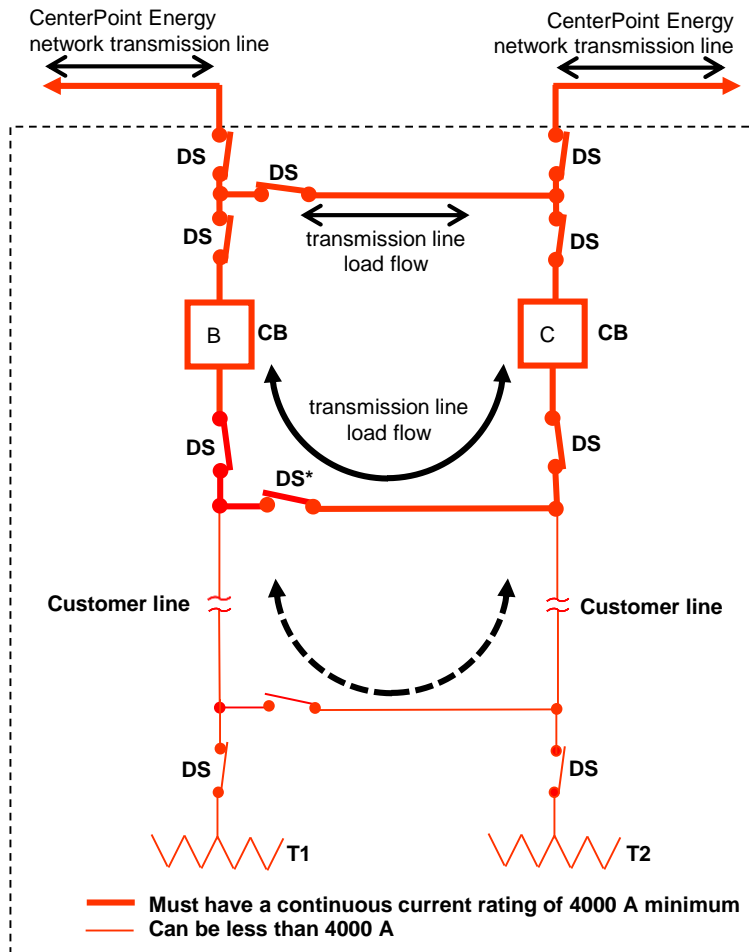 CenterPoint Energy
network transmission line
CenterPoint Energy
network transmission line
DS
DS
DS
DS
DS
transmission line
load flow
B
CB
C
CB
transmission line
load flow
DS
DS
DS*
Customer line
Customer line
DS
DS
T1
T2
Must have a continuous current rating of 4000 A minimum
Can be less than 4000 A